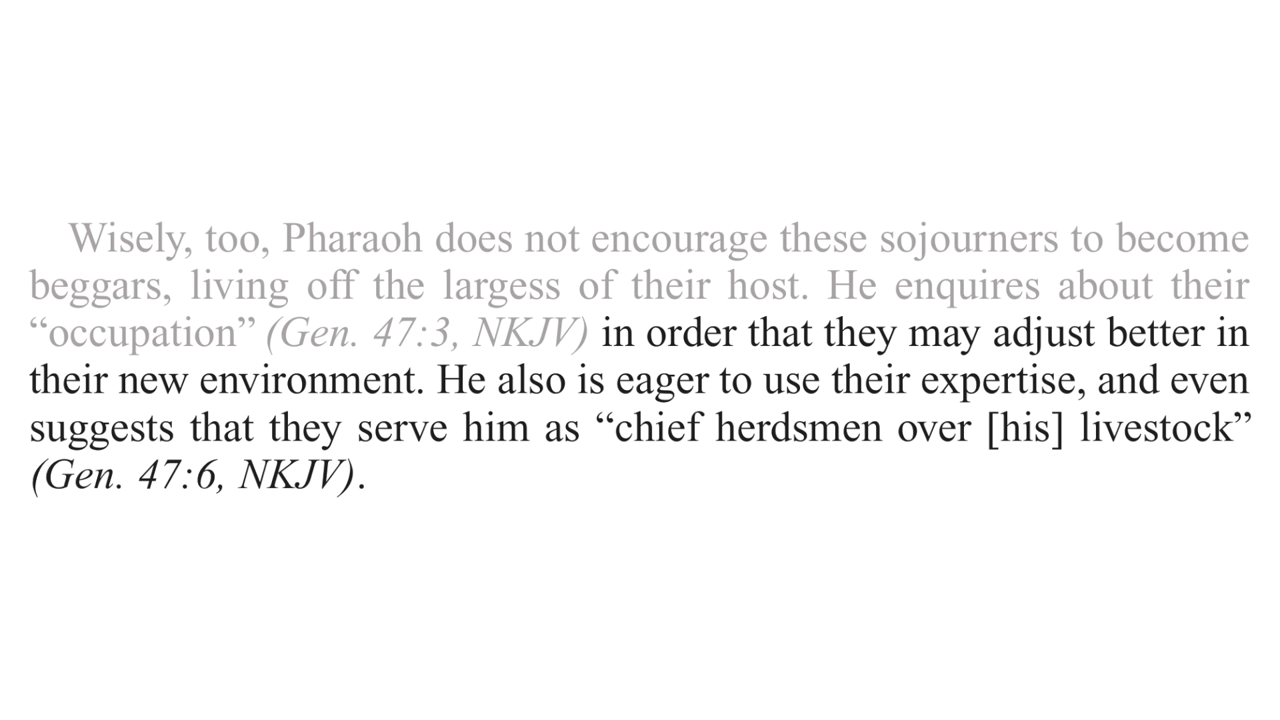 Wisely, too, Pharaoh does not encourage these sojourners to become
beggars, living off the largess of their host. He enquires about their
“occupation” (Gen. 47:3, NKJV) in order that they may adjust better in
their new environment. He also is eager to use their expertise, and even
suggests that they serve him as “chief herdsmen over [his] livestock”
(Gen. 47:6, NKJV).